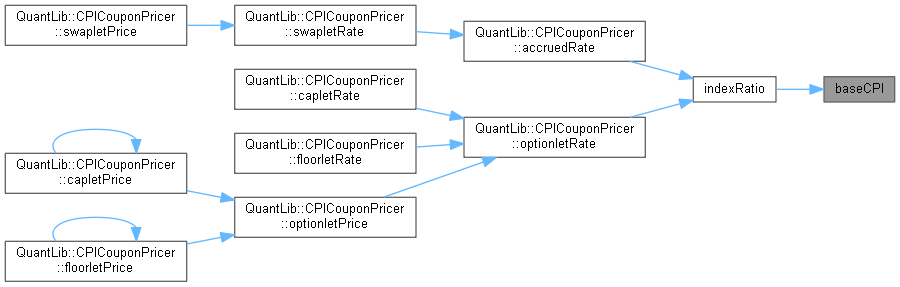 QuantLib::CPICouponPricer
::swapletPrice
QuantLib::CPICouponPricer
::swapletRate
QuantLib::CPICouponPricer
::accruedRate
QuantLib::CPICouponPricer
::capletRate
indexRatio
baseCPI
QuantLib::CPICouponPricer
::optionletRate
QuantLib::CPICouponPricer
::floorletRate
QuantLib::CPICouponPricer
::capletPrice
QuantLib::CPICouponPricer
::optionletPrice
QuantLib::CPICouponPricer
::floorletPrice